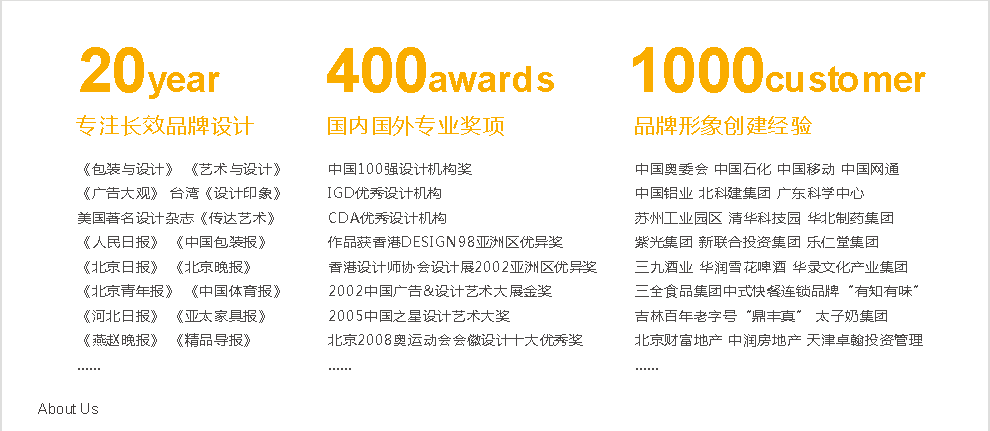 20year
专注长效品牌设计
《包装与设计》 《艺术与设计》
《广告大观》 台湾《设计印象》
美国著名设计杂志《传达艺术》
《人民日报》 《中国包装报》
《北京日报》 《北京晚报》
《北京青年报》 《中国体育报》
《河北日报》 《亚太家具报》
《燕赵晚报》 《精品导报》
......
400awards
国内国外专业奖项
中国100强设计机构奖
IGD优秀设计机构
CDA优秀设计机构
作品获香港DESIGN98亚洲区优异奖
香港设计师协会设计展2002亚洲区优异奖
2002中国广告&设计艺术大展金奖
2005中国之星设计艺术大奖
北京2008奥运动会会徽设计十大优秀奖
......
1000customer
品牌形象创建经验
中国奥委会 中国石化 中国移动 中国网通
中国铝业 北科建集团 广东科学中心
苏州工业园区 清华科技园 华北制药集团
紫光集团 新联合投资集团 乐仁堂集团
三九酒业 华润雪花啤酒 华录文化产业集团
三全食品集团中式快餐连锁品牌“有知有味”
吉林百年老字号“鼎丰真” 太子奶集团
北京财富地产 中润房地产 天津卓翰投资管理
......
About Us